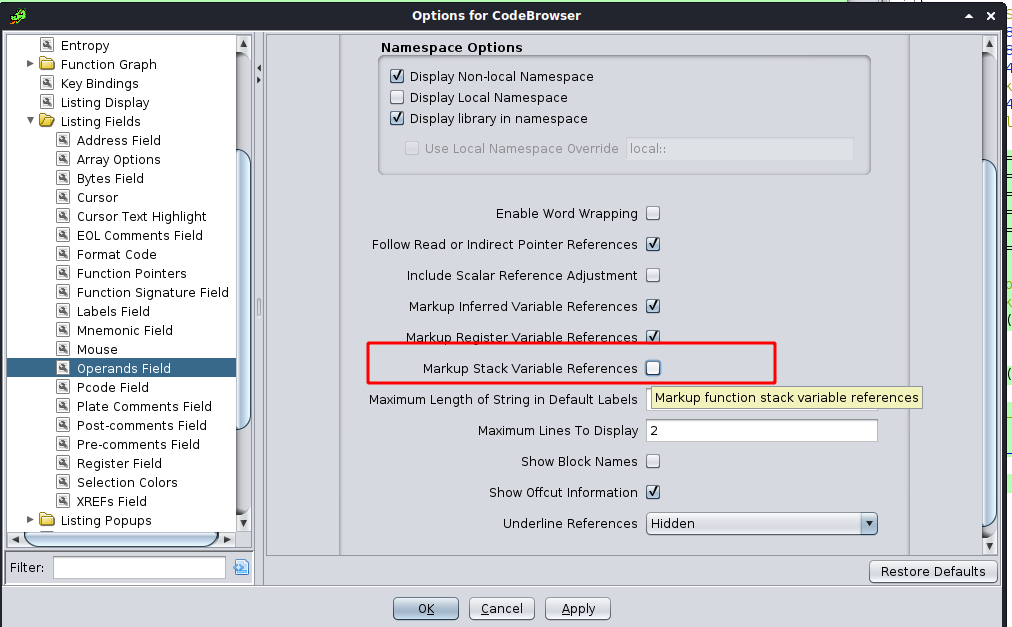 Options for CodeBrowser
Entropy
Function Graph
Key Bindings
Listing Display
Listing Fields
Address Field
Array Options
Bytes Field
Cursor
Cursor Text Highlight
EOL Comments Field
Format Code
Function Pointers
Function Signature Field
Labels Field
Mnemonic Field
Mouse
Operands Field
Pcode Field
Plate Comments Field
Post-comments Field
Pre-comments Field
Register Field
Selection Colors
XREFs Field
Listing Popups
Filter:
Namespace Options
Display Non-local Namespace
Display Local Namespace
Display library in namespace
Use Local Namespace Override local::
Enable Word Wrapping
Follow Read or Indirect Pointer References
Include Scalar Reference Adjustment
Markup Inferred Variable References
Markup Register Variable References
Markup Stack Variable References
Maximum Length of String in Default Labels
Markup function stack variable references
Maximum Lines To Display 2
Show Block Names
Show Offcut Information
Underline References Hidden
Restore Defaults
OK Cancel Apply